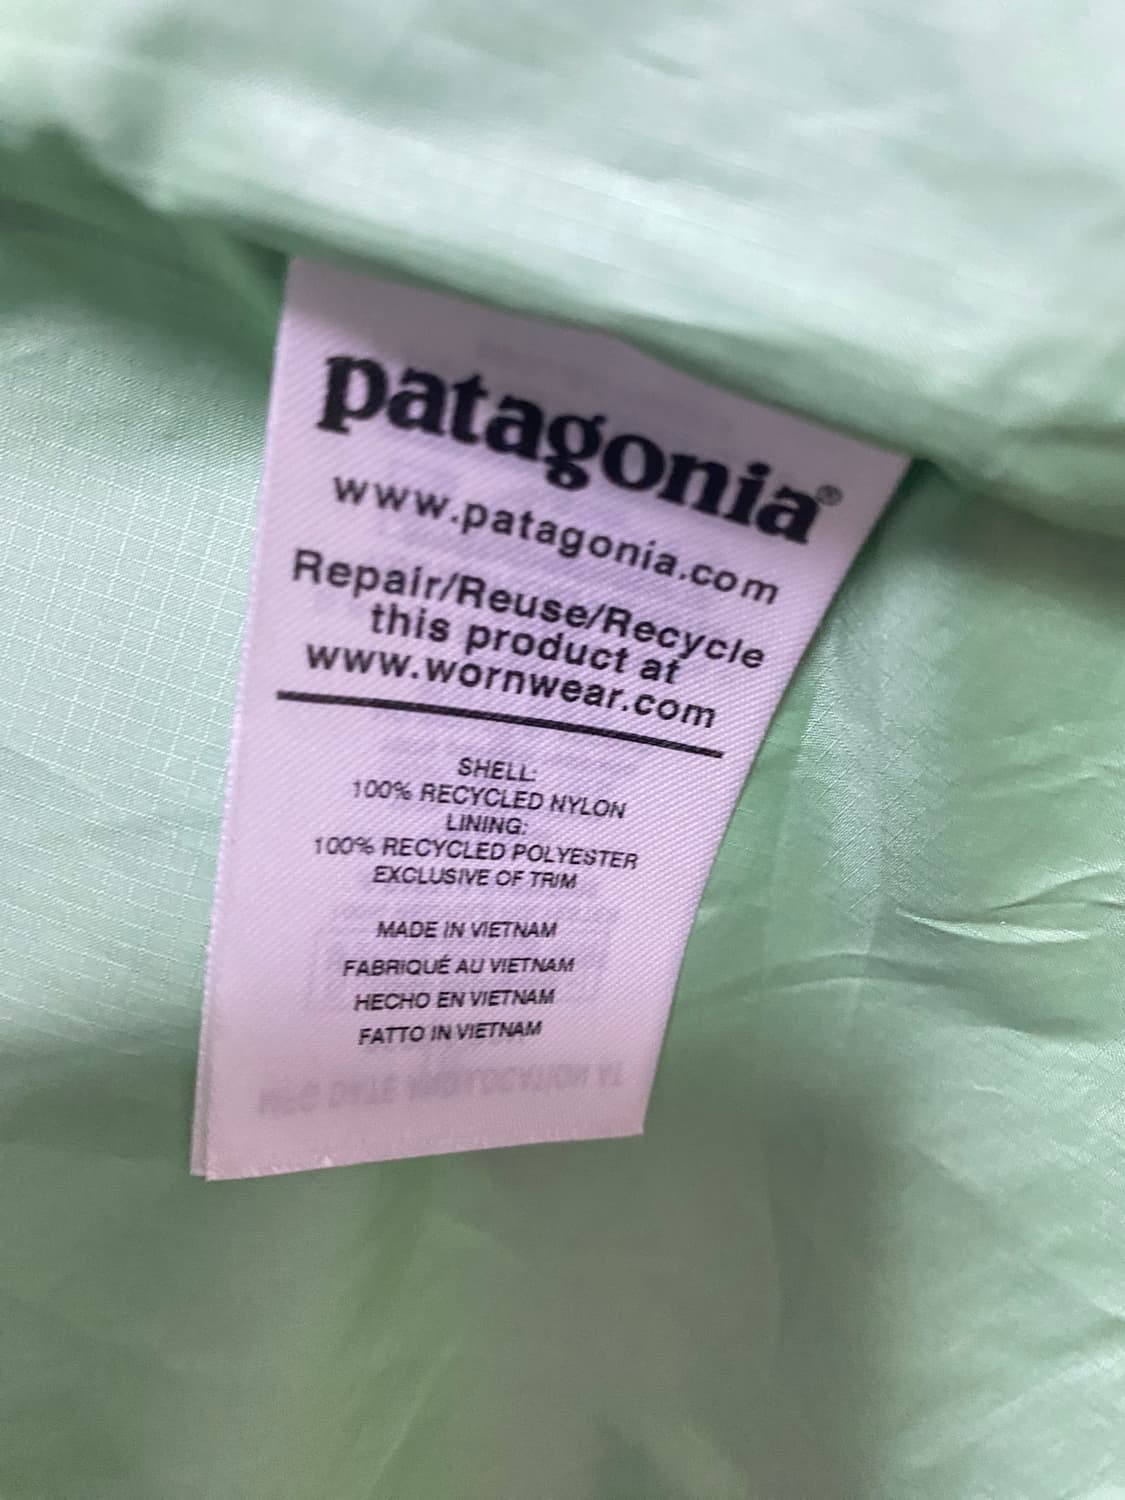 patagonia®
www.patagonia.com
Repair/Reuse/Recycle
this product at
www.wornwear.com
SHELL:
100% RECYCLED NYLON
LINING:
100% RECYCLED POLYESTER
EXCLUSIVE OF TRIM
MADE IN VIETNAM
FABRIQUÉ AU VIETNAM
HECHO EN VIETNAM
FATTO IN VIETNAM